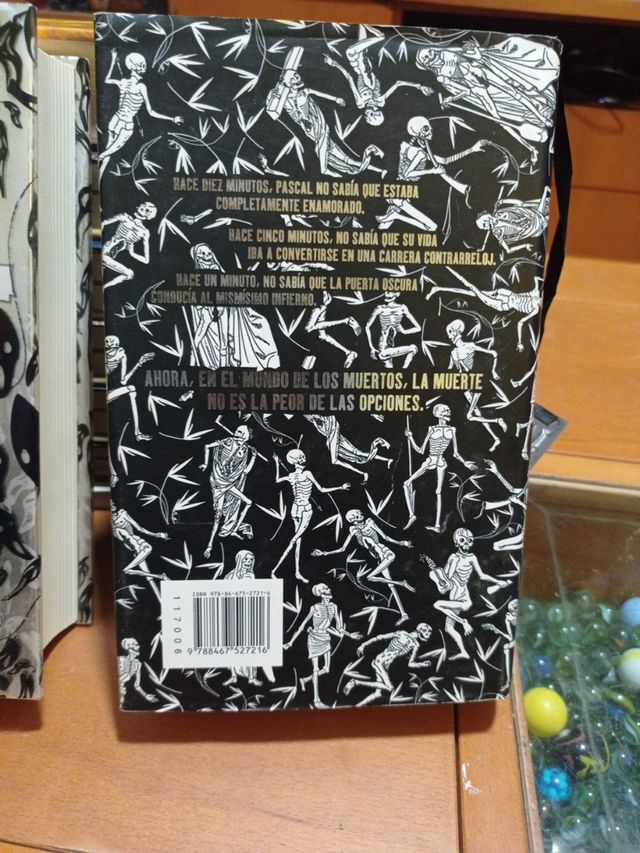 HACE DIEZ MINUTOS, PASCAL NO SABÍA QUE ESTABA
COMPLETAMENTE ENAMORADO.
HACE CINCO MINUTOS, NO SABÍA QUE SU VIDA
IBA A CONVERTIRSE EN UNA CARRERA CONTRARRELOJ.
HACE UN MINUTO, NO SABÍA QUE LA PUERTA OSCURA
CONDUCÍA AL MISMÍSIMO INFIERNO.
AHORA, EN EL MUNDO DE LOS MUERTOS, LA MUERTE
NO ES LA PEOR DE LAS OPCIONES.
ISBN 978-84-675-2721-6
117006
9 788467 527216